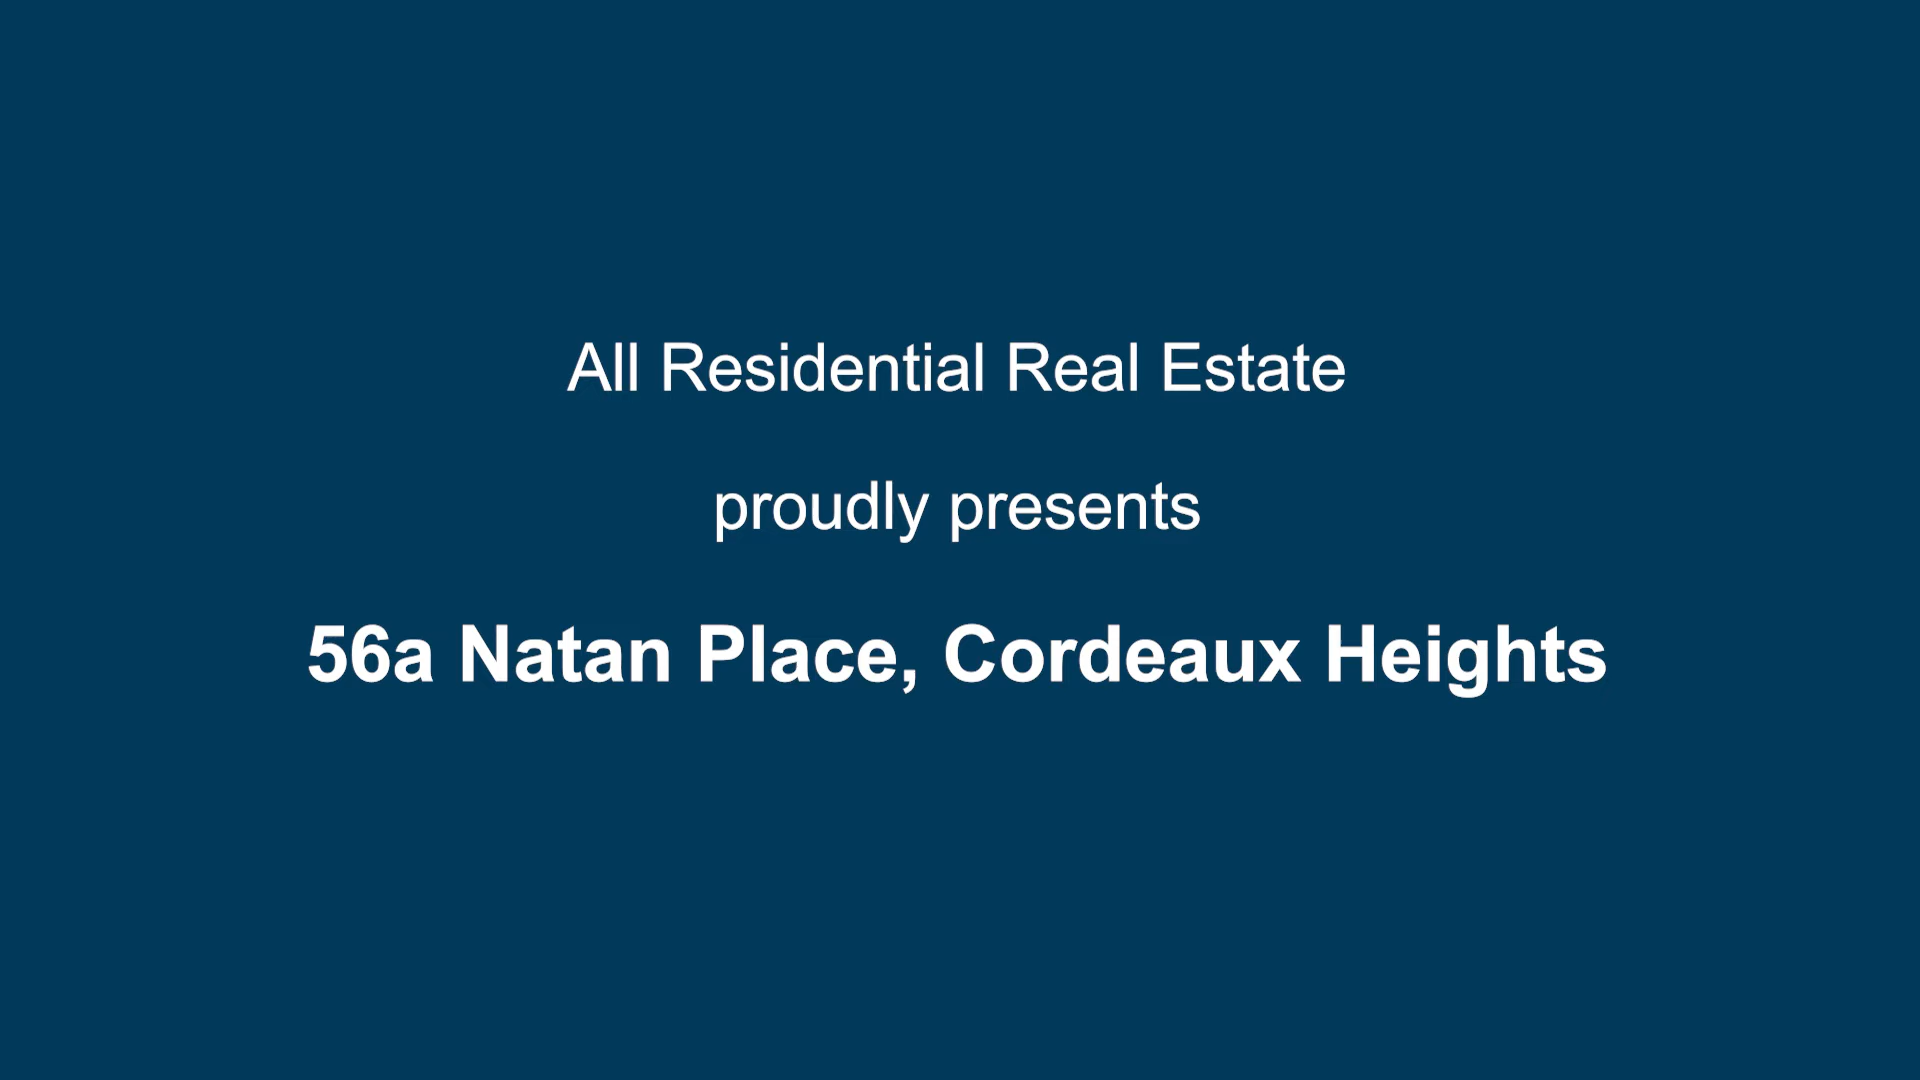 All Residential Real Estate
proudly presents
56a Natan Place, Cordeaux Heights